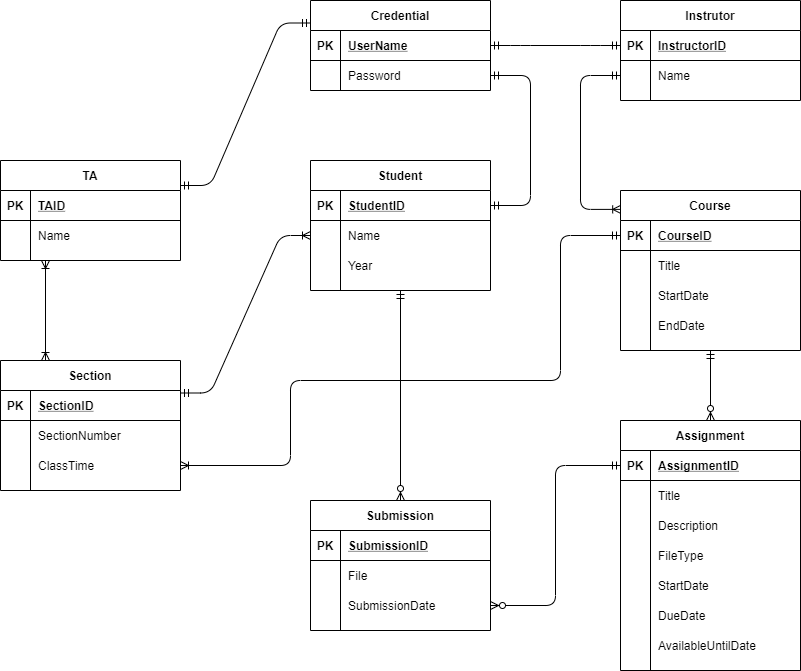 Credential
PK UserName
Password
Instrutor
PK InstructorID
Name
TA
PK TAID
Name
Student
PK StudentID
Name
Year
Course
PK CourseID
Title
StartDate
EndDate
Section
PK SectionID
SectionNumber
ClassTime
Submission
PK SubmissionID
File
SubmissionDate
Assignment
PK AssignmentID
Title
Description
FileType
StartDate
DueDate
AvailableUntilDate